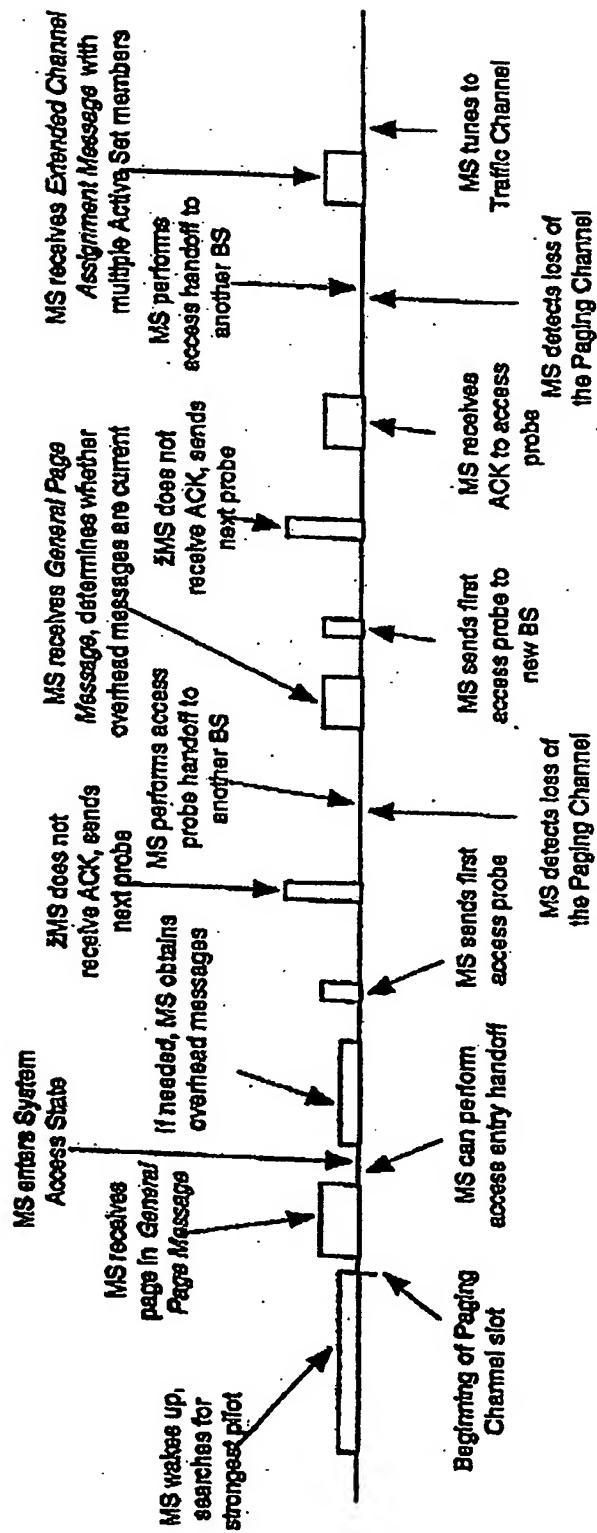 MS wakes up,
searches for
strongest pilot
Beginning of Paging
Channel slot
MS receives
page in General
Page Message
MS enters System
Access State
MS can perform
access entry handoff
If needed, MS obtains
overhead messages
MS sends first
access probe
žMS does not
receive ACK, sends
next probe
MS detects loss of
the Paging Channel
MS performs access
probe handoff to
another BS
MS receives General Page
Message, determines whether
overhead messages are current
MS sends first
access probe to
new BS
žMS does not
receive ACK, sends
next probe
MS receives
ACK to access
probe
MS detects loss of
the Paging Channel
MS performs
access handoff to
another BS
MS receives Extended Channel
Assignment Message with
multiple Active Set members
MS tunes to
Traffic Channel